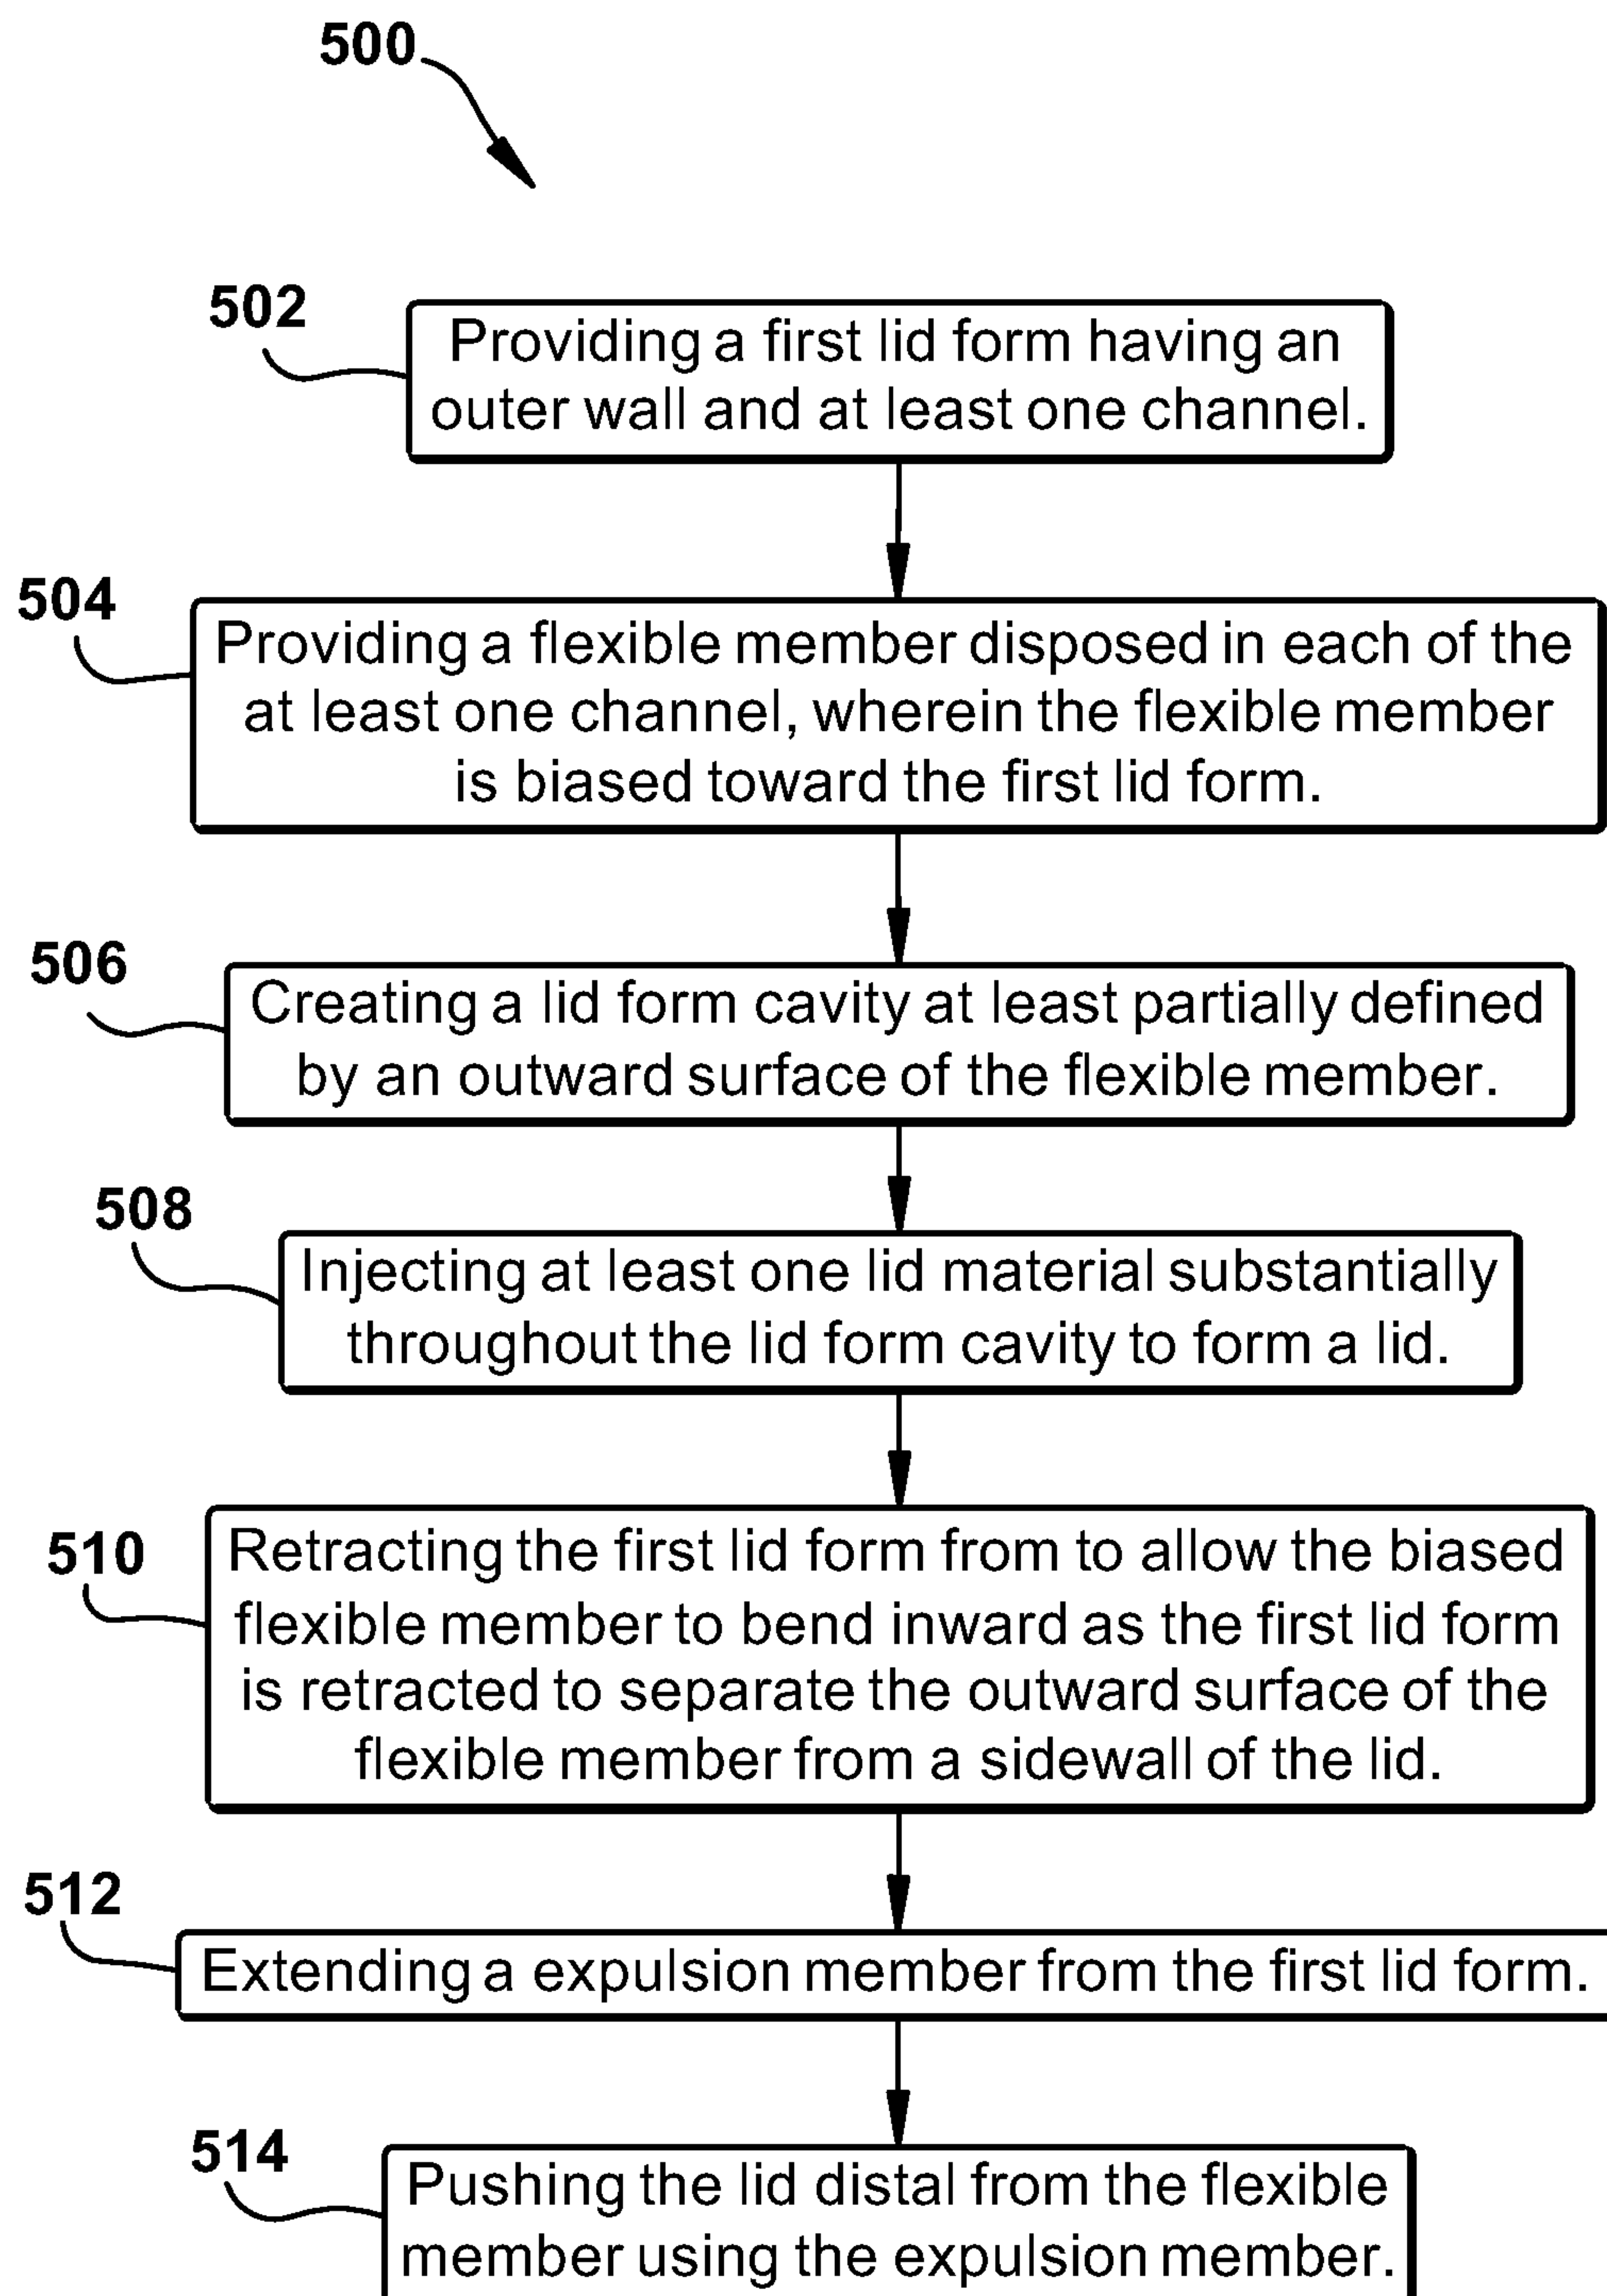 500
502
Providing a first lid form having an
outer wall and at least one channel.
504
Providing a flexible member disposed in each of the
at least one channel, wherein the flexible member
is biased toward the first lid form.
506
Creating a lid form cavity at least partially defined
by an outward surface of the flexible member.
508
Injecting at least one lid material substantially
throughout the lid form cavity to form a lid.
510
Retracting the first lid form from to allow the biased
flexible member to bend inward as the first lid form
is retracted to separate the outward surface of the
flexible member from a sidewall of the lid.
512
Extending a expulsion member from the first lid form.
514
Pushing the lid distal from the flexible
member using the expulsion member.